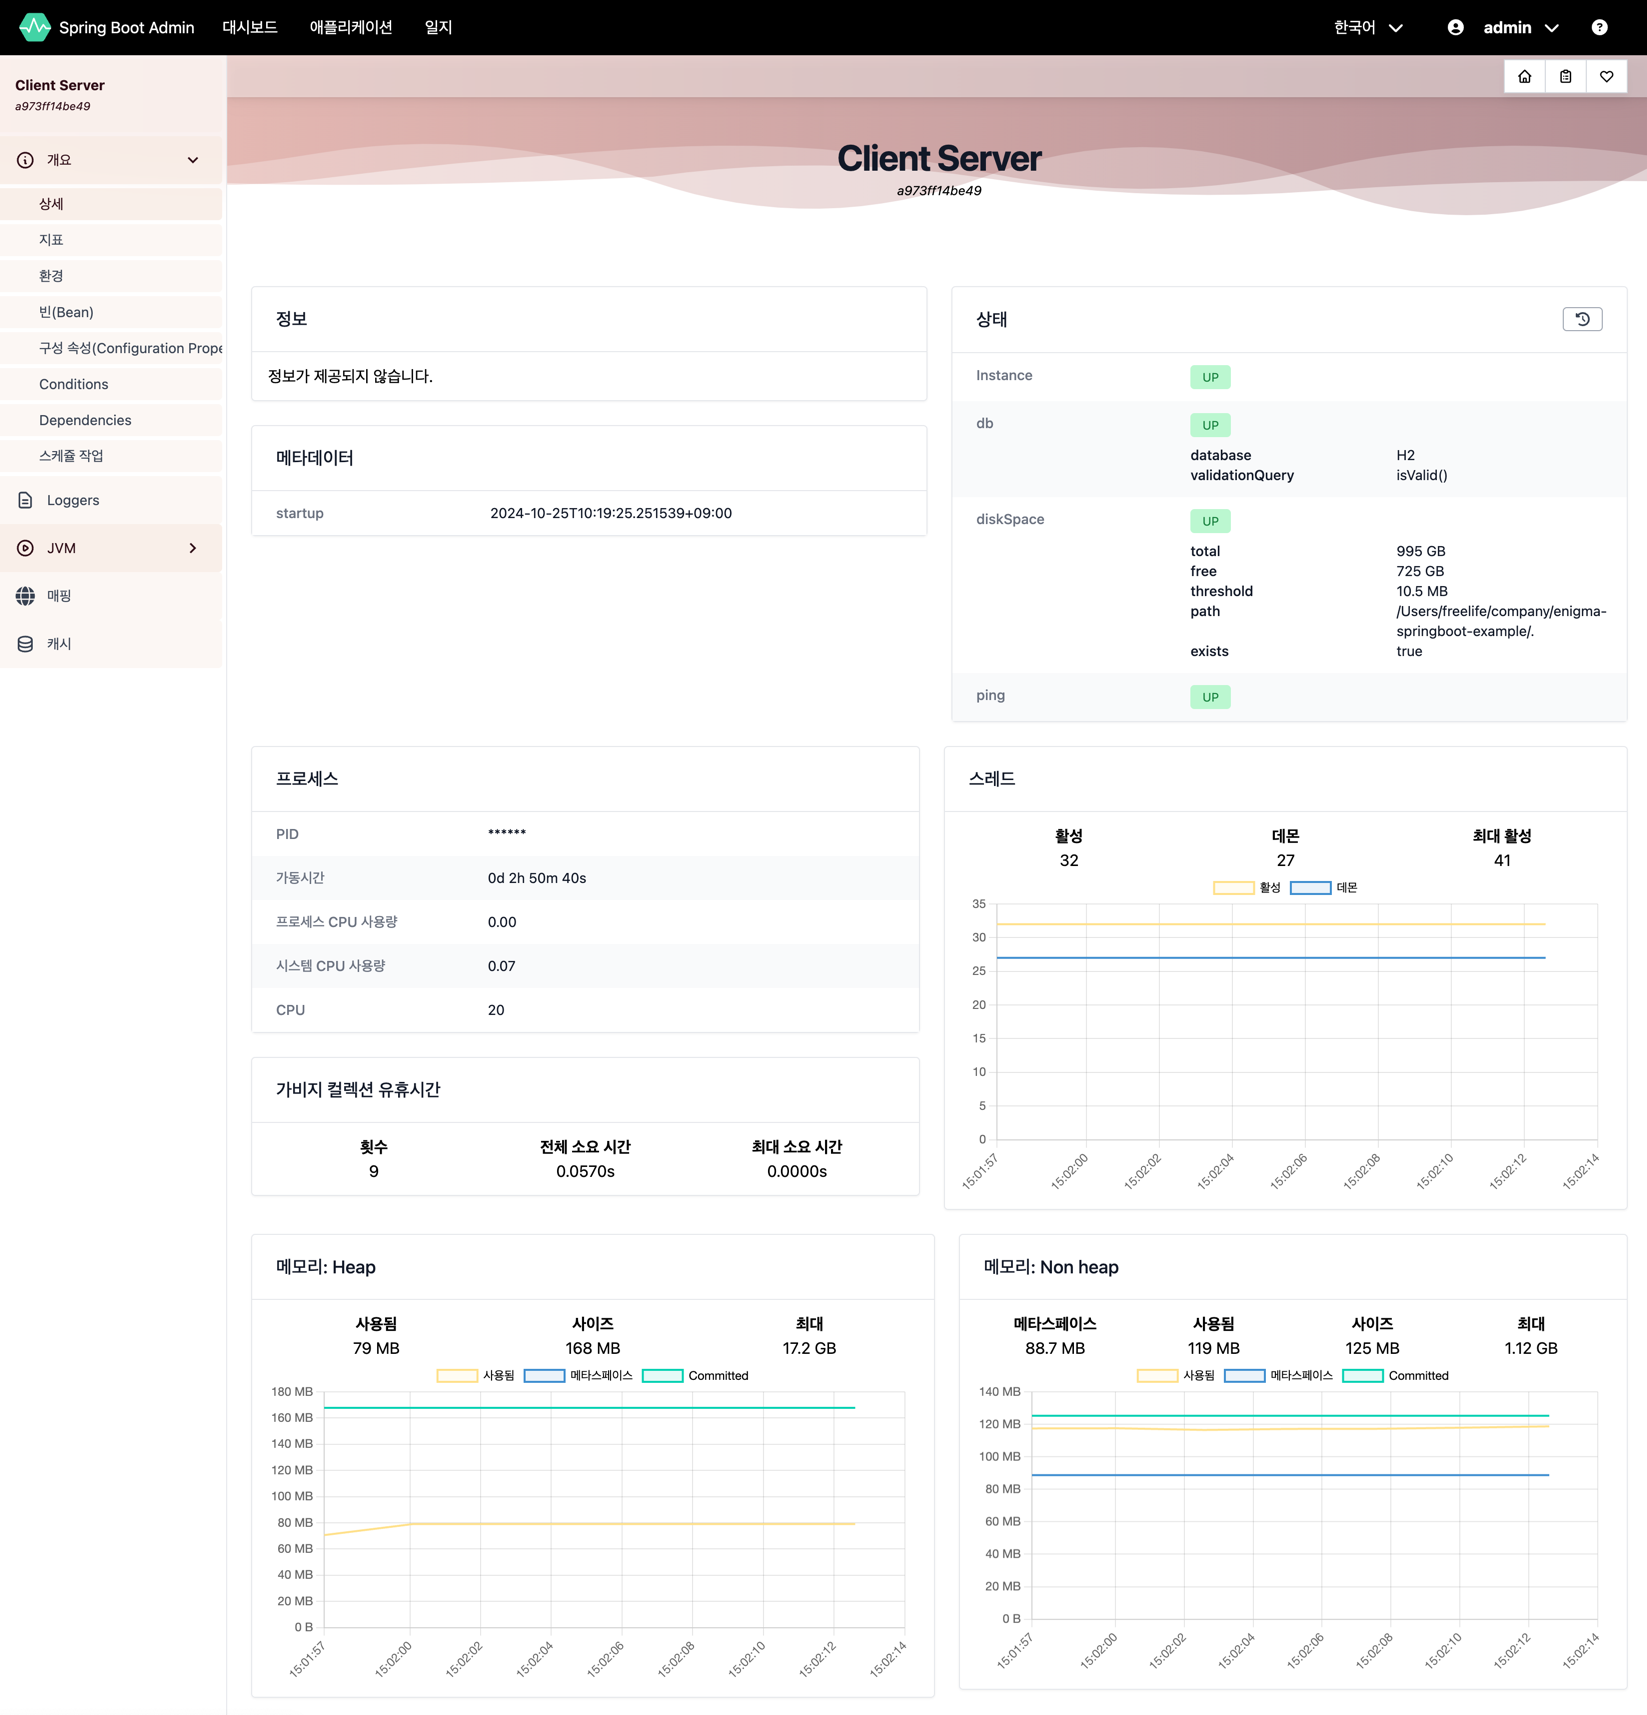 Spring Boot Admin 대시보드 애플리케이션 일지 한국어 admin
Client Server
a973ff14be49
개요
상세
지표
환경
빈(Bean)
구성 속성(Configuration Prope
Conditions
Dependencies
스케쥴 작업
Loggers
JVM
매핑
캐시
Client Server
a973ff14be49
정보
정보가 제공되지 않습니다.
메타데이터
startup 2024-10-25T10:19:25.251539+09:00
상태
Instance UP
db UP
database H2
validationQuery isValid()
diskSpace UP
total 995 GB
free 725 GB
threshold 10.5 MB
path /Users/freelife/company/enigma-
springboot-example/.
exists true
ping UP
프로세스
PID ******
가동시간 0d 2h 50m 40s
프로세스 CPU 사용량 0.00
시스템 CPU 사용량 0.07
CPU 20
가비지 컬렉션 유휴시간
횟수 전체 소요 시간 최대 소요 시간
9 0.0570s 0.0000s
스레드
활성 데몬 최대 활성
32 27 41
활성 데몬
35
30
25
20
15
10
5
0
15:01:57 15:02:00 15:02:02 15:02:04 15:02:06 15:02:08 15:02:10 15:02:12 15:02:14
메모리: Heap
사용됨 사이즈 최대
79 MB 168 MB 17.2 GB
사용됨 메타스페이스 Committed
180 MB
160 MB
140 MB
120 MB
100 MB
80 MB
60 MB
40 MB
20 MB
0 B
15:01:57 15:02:00 15:02:02 15:02:04 15:02:06 15:02:08 15:02:10 15:02:12 15:02:14
메모리: Non heap
메타스페이스 사용됨 사이즈 최대
88.7 MB 119 MB 125 MB 1.12 GB
사용됨 메타스페이스 Committed
140 MB
120 MB
100 MB
80 MB
60 MB
40 MB
20 MB
0 B
15:01:57 15:02:00 15:02:02 15:02:04 15:02:06 15:02:08 15:02:10 15:02:12 15:02:14